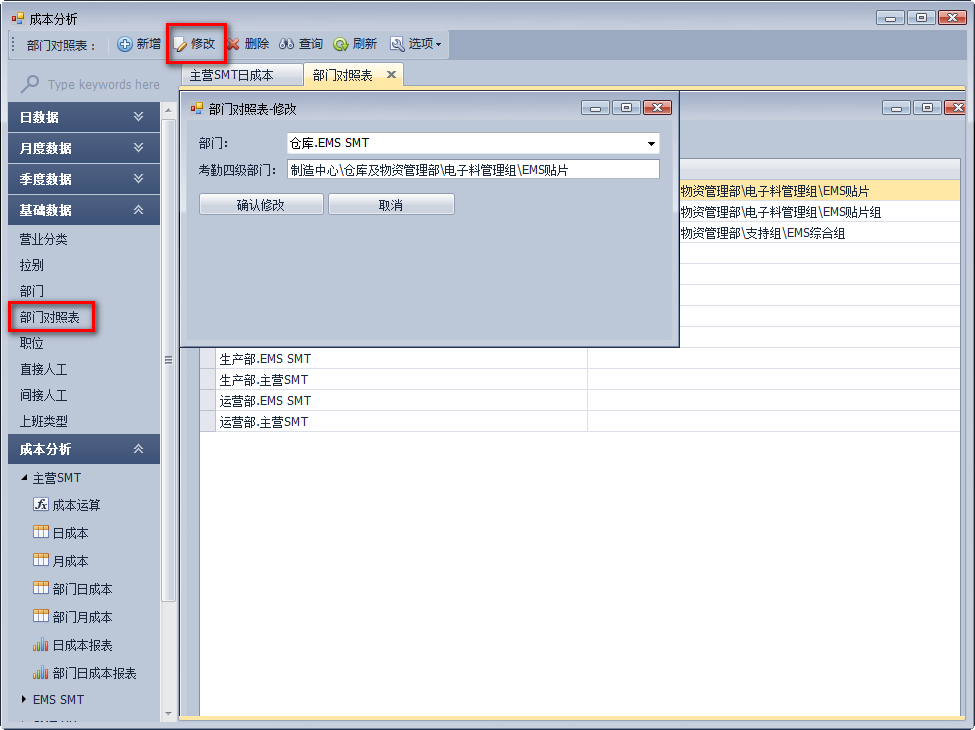 成本分析
部门对照表：
新增
修改
删除
查询
刷新
选项
Type keywords here
主营SMT日成本
部门对照表
日数据
月度数据
季度数据
基础数据
营业分类
拉别
部门
部门对照表
职位
直接人工
间接人工
上班类型
成本分析
主营SMT
成本运算
日成本
月成本
部门日成本
部门月成本
日成本报表
部门日成本报表
EMS SMT
部门对照表-修改
部门：
仓库.EMS SMT
考勤四级部门：
制造中心\仓库及物资管理部\电子料管理组\EMS贴片
确认修改
取消
物资管理部\电子料管理组\EMS贴片
物资管理部\电子料管理组\EMS贴片组
物资管理部\支持组\EMS综合组
生产部.EMS SMT
生产部.主营SMT
运营部.EMS SMT
运营部.主营SMT